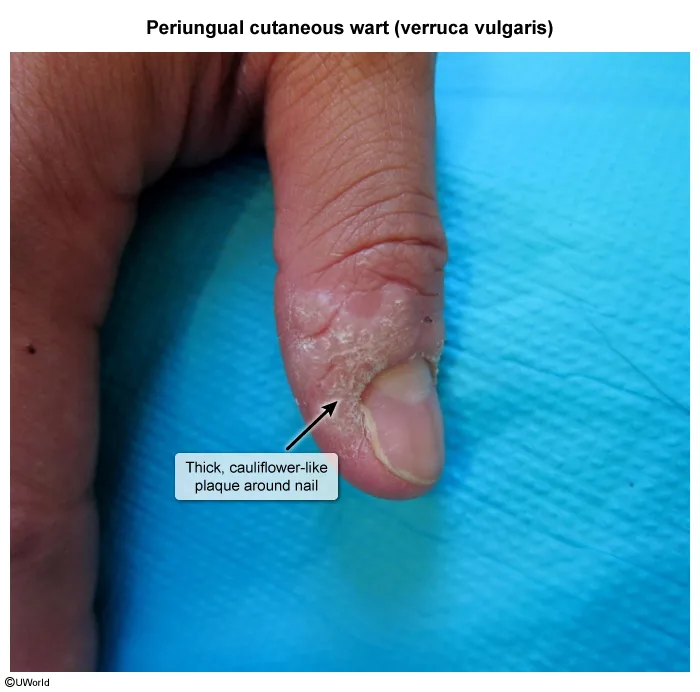 Periungual cutaneous wart (verruca vulgaris)
Thick, cauliflower-like
plaque around nail
©UWorld